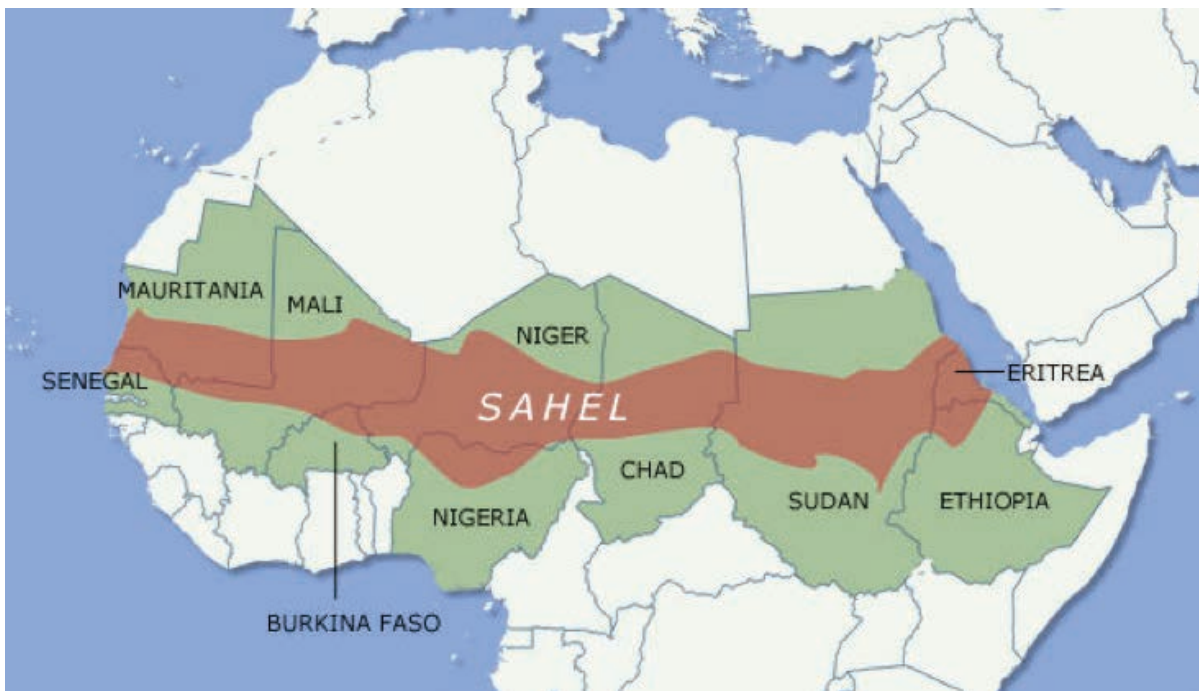 MAURITANIA
MALI
NIGER
SENEGAL
SAHEL
ERITREA
CHAD
NIGERIA
SUDAN
ETHIOPIA
BURKINA FASO